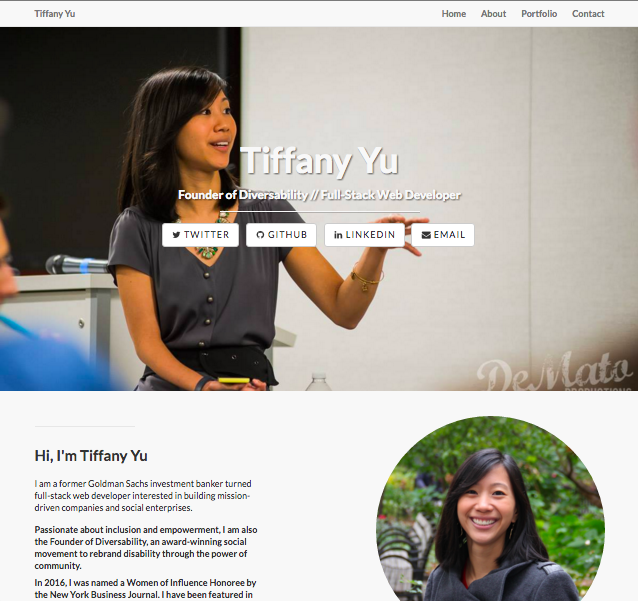 Tiffany Yu
Home About Portfolio Contact
Tiffany Yu
Founder of Diversability // Full-Stack Web Developer
TWITTER GITHUB LINKEDIN EMAIL
DeMato
PRODUCTIONS
Hi, I'm Tiffany Yu
I am a former Goldman Sachs investment banker turned
full-stack web developer interested in building mission-
driven companies and social enterprises.
Passionate about inclusion and empowerment, I am also
the Founder of Diversability, an award-winning social
movement to rebrand disability through the power of
community.
In 2016, I was named a Women of Influence Honoree by
the New York Business Journal. I have been featured in